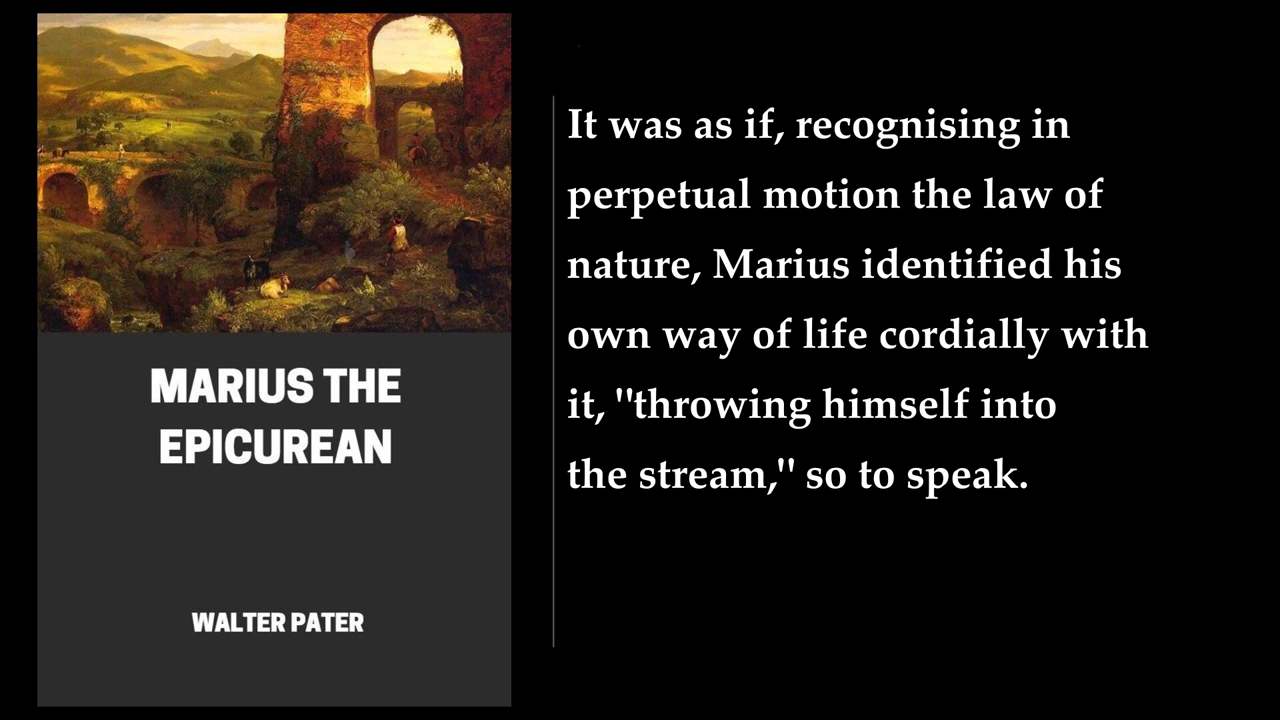 MARIUS THE
EPICUREAN
WALTER PATER
It was as if, recognising in
perpetual motion the law of
nature, Marius identified his
own way of life cordially with
it, "throwing himself into
the stream," so to speak.